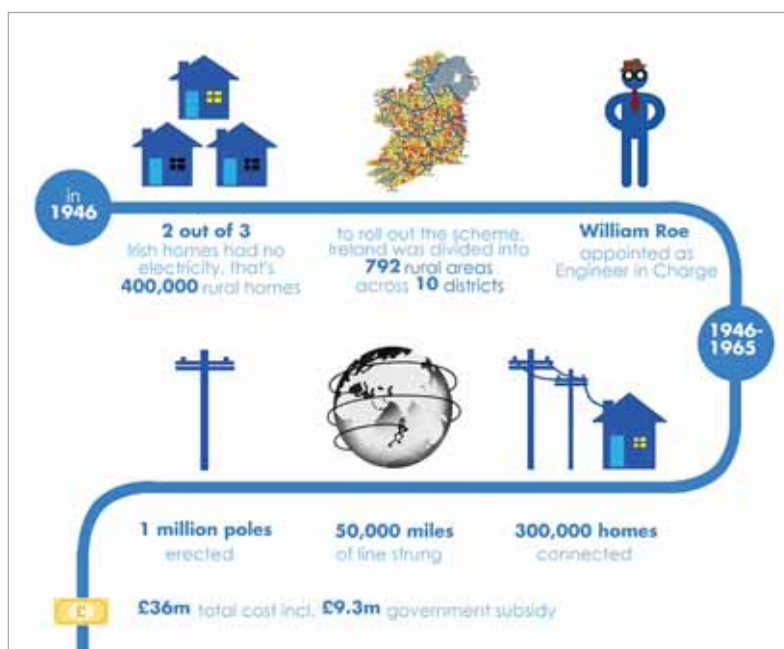 in
1946
2 out of 3
Irish homes had no
electricity, that's
400,000 rural homes
to roll out the scheme,
Ireland was divided into
792 rural areas
across 10 districts
William Roe
appointed as
Engineer in Charge
1946-
1965
1 million poles
erected
50,000 miles
of line strung
300,000 homes
connected
£
£36m total cost incl. £9.3m government subsidy